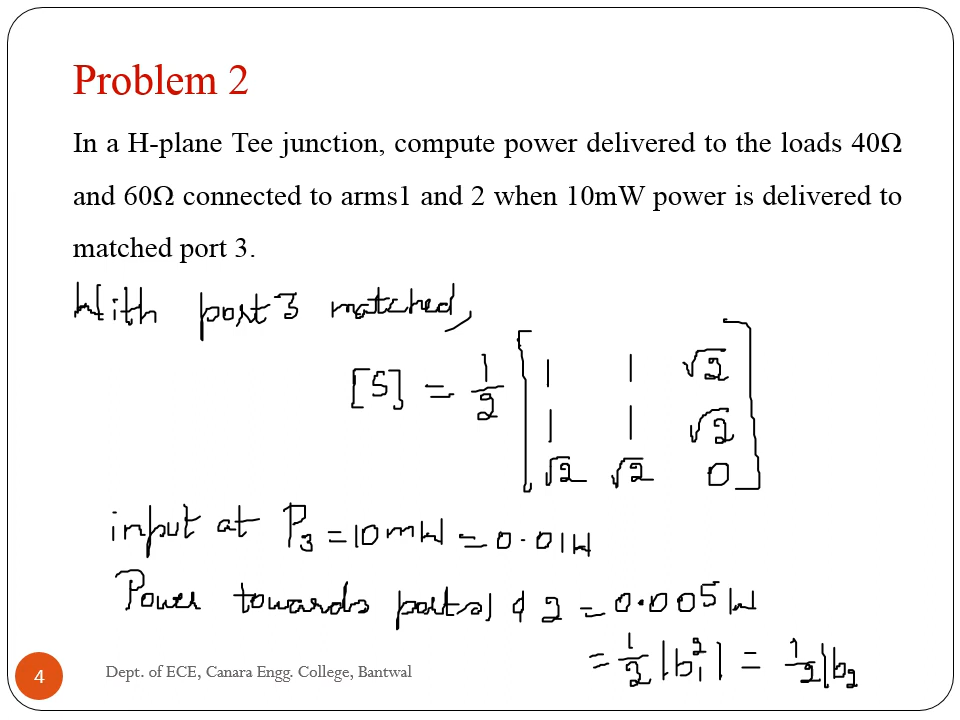 Problem 2
In a H-plane Tee junction, compute power delivered to the loads 40Ω
and 60Ω connected to arms1 and 2 when 10mW power is delivered to
matched port 3.
With port 3 matched,
[S] = 1/2 [1 1 √2
1 1 √2
√2 √2 0]
input at P₃ = 10mW = 0.01W
Power towards ports 1 & 2 = 0.005W
= 1/2 |b₁²| = 1/2 |b₂
4 Dept. of ECE, Canara Engg. College, Bantwal